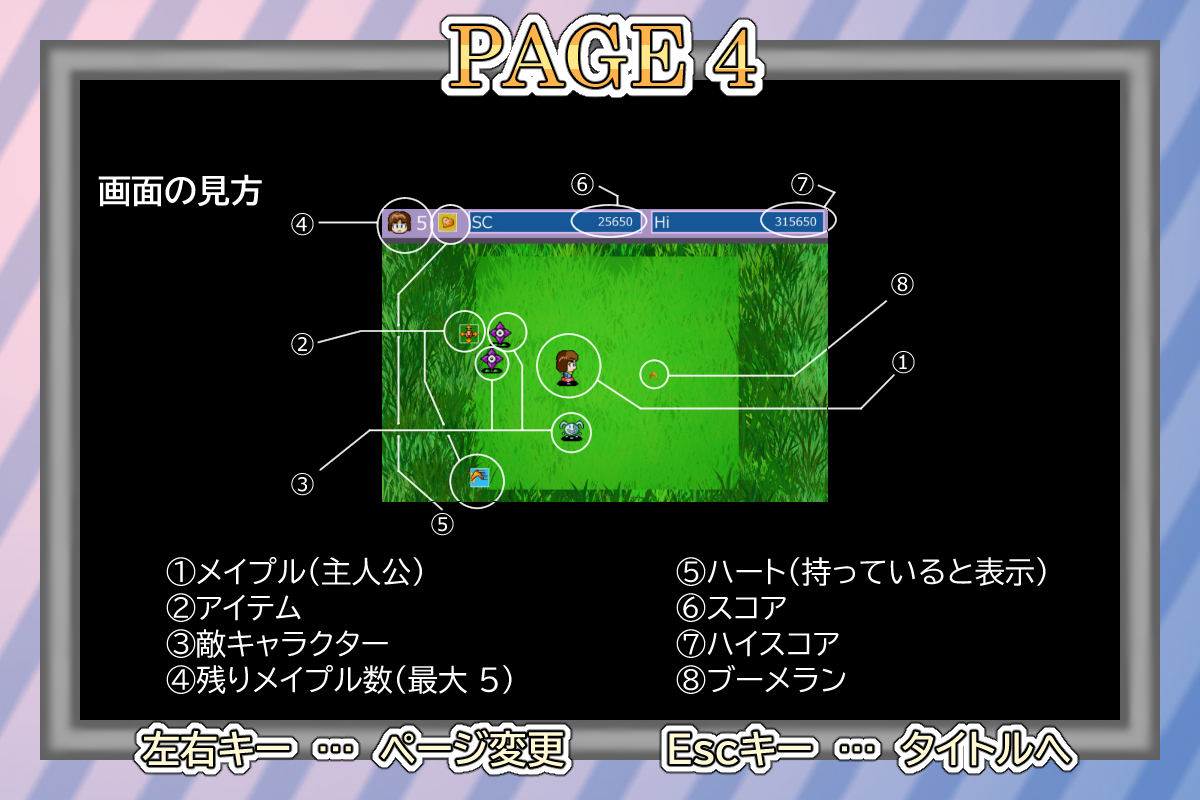 PAGE 4
画面の見方
⑥ ⑦
④ 5 SC 25650 Hi 315650
⑧
②
①
③
⑤
①メイプル(主人公)
②アイテム
③敵キャラクター
④残りメイプル数(最大 5)
⑤ハート(持っていると表示)
⑥スコア
⑦ハイスコア
⑧ブーメラン
左右キー … ページ変更 Escキー … タイトルへ